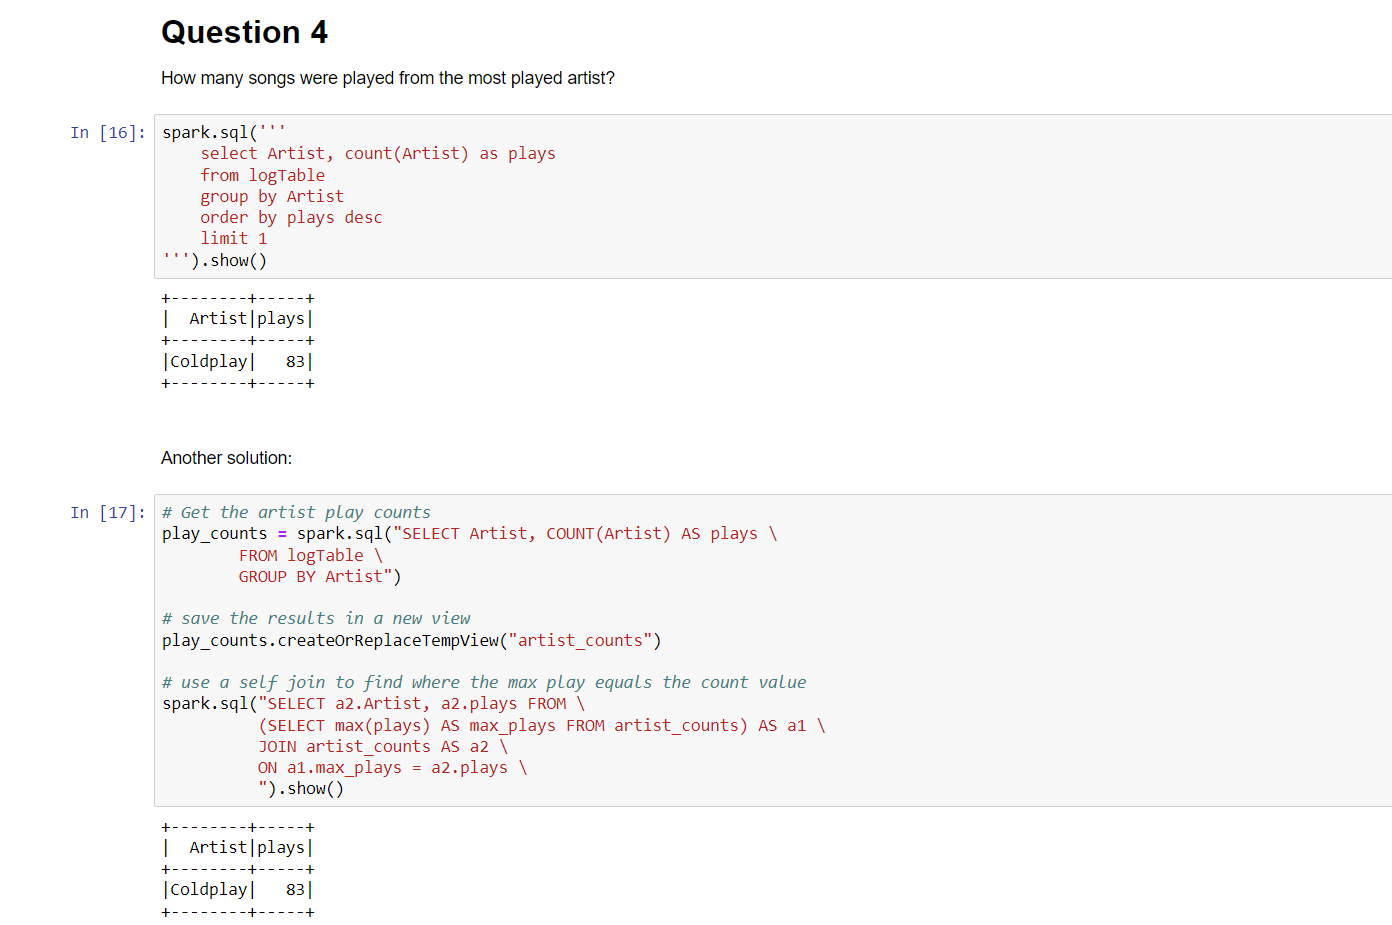 Question 4
How many songs were played from the most played artist?
In [16]: spark.sql('''
    select Artist, count(Artist) as plays
    from logTable
    group by Artist
    order by plays desc
    limit 1
''').show()
+--------+-----+
|  Artist|plays|
+--------+-----+
|Coldplay|   83|
+--------+-----+
Another solution:
In [17]: # Get the artist play counts
play_counts = spark.sql("SELECT Artist, COUNT(Artist) AS plays \
        FROM logTable \
        GROUP BY Artist")
# save the results in a new view
play_counts.createOrReplaceTempView("artist_counts")
# use a self join to find where the max play equals the count value
spark.sql("SELECT a2.Artist, a2.plays FROM \
          (SELECT max(plays) AS max_plays FROM artist_counts) AS a1 \
          JOIN artist_counts AS a2 \
          ON a1.max_plays = a2.plays \
          ").show()
+--------+-----+
|  Artist|plays|
+--------+-----+
|Coldplay|   83|
+--------+-----+